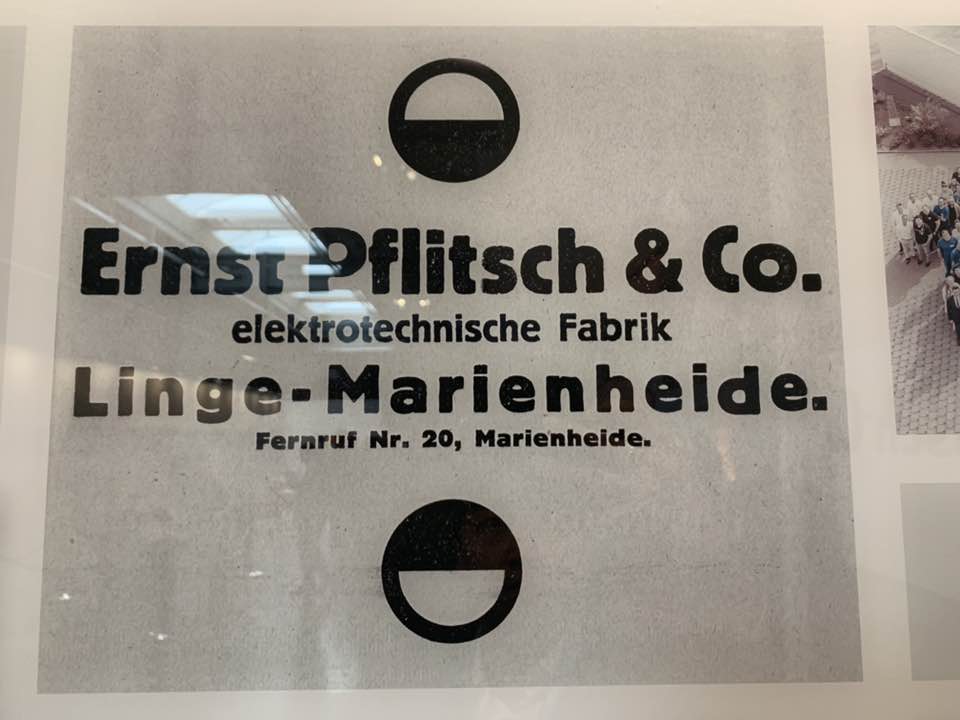 Ernst Pflitsch & Co.
elektrotechnische Fabrik
Linge-Marienheide.
Fernruf Nr. 20, Marienheide.